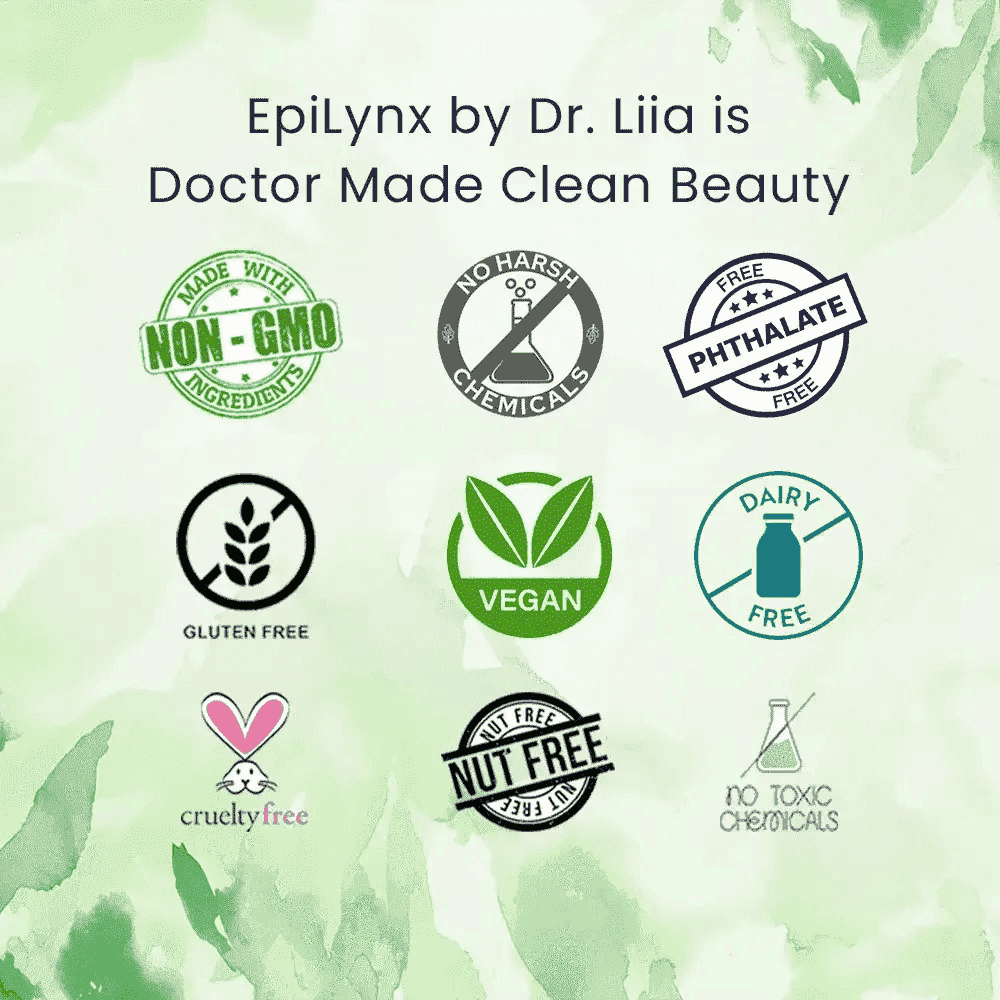 EpiLynx by Dr. Liia is
Doctor Made Clean Beauty
MADE WITH
NON - GMO
INGREDIENTS
NO HARSH
CHEMICALS
FREE
PHTHALATE
FREE
GLUTEN FREE
VEGAN
DAIRY
FREE
crueltyfree
NUT FREE
NUT FREE
NUT FREE
NO TOXIC
CHEMICALS